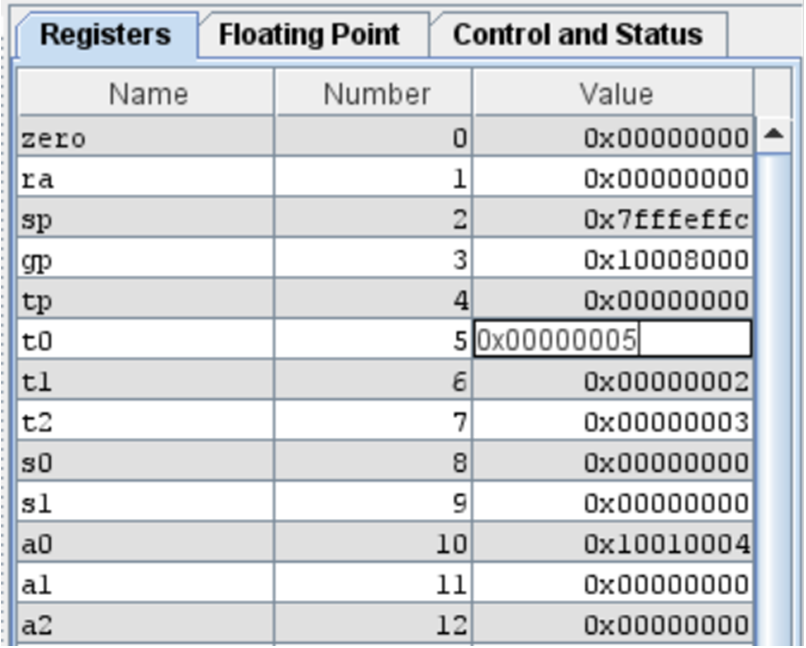 Registers Floating Point Control and Status
Name Number Value
zero 0 0x00000000
ra 1 0x00000000
sp 2 0x7fffeffc
gp 3 0x10008000
tp 4 0x00000000
t0 5 0x00000005
t1 6 0x00000002
t2 7 0x00000003
s0 8 0x00000000
s1 9 0x00000000
a0 10 0x10010004
a1 11 0x00000000
a2 12 0x00000000